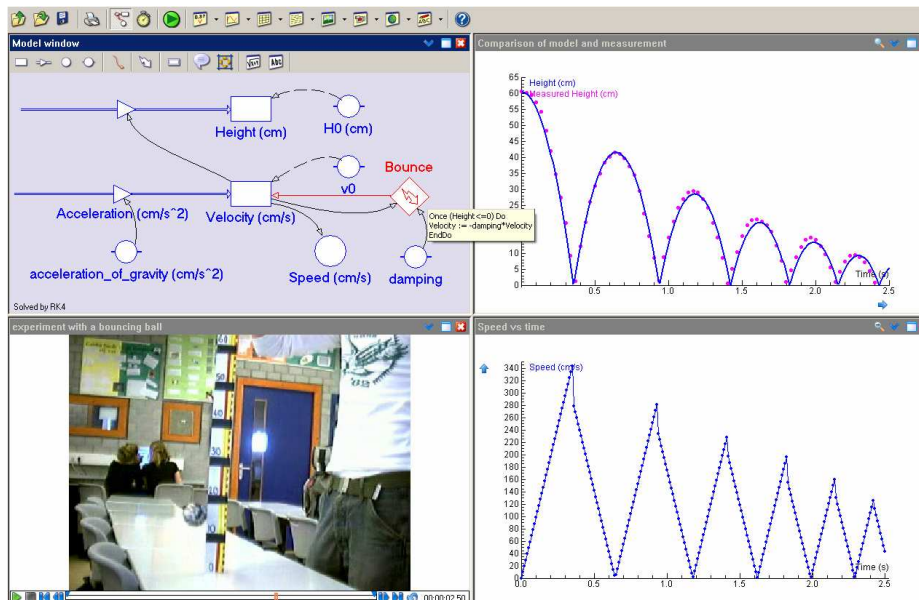 Model window
Height (cm)
H0 (cm)
Bounce
v0
Acceleration (cm/s^2)
Velocity (cm/s)
Once (Height <=0) Do
Velocity := -damping*Velocity
EndDo
acceleration_of_gravity (cm/s^2)
Speed (cm/s)
damping
Solved by RK4
Comparison of model and measurement
65
Height (cm)
60
Measured Height (cm)
55
50
45
40
35
30
25
20
15
10
5
Time (s)
0
0.5
1.0
1.5
2.0
2.5
experiment with a bouncing ball
00:00:02.50
Speed vs time
340
Speed (cm/s)
320
300
280
260
240
220
200
180
160
140
120
100
80
60
40
20
Time (s)
0
0.0
0.5
1.0
1.5
2.0
2.5